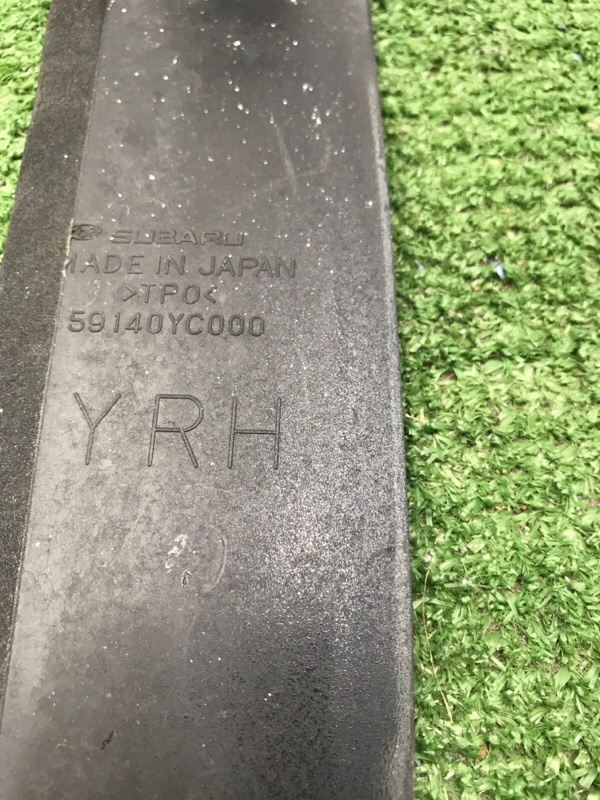 SUBARU
MADE IN JAPAN
>TPO<
59140YC000
YRH